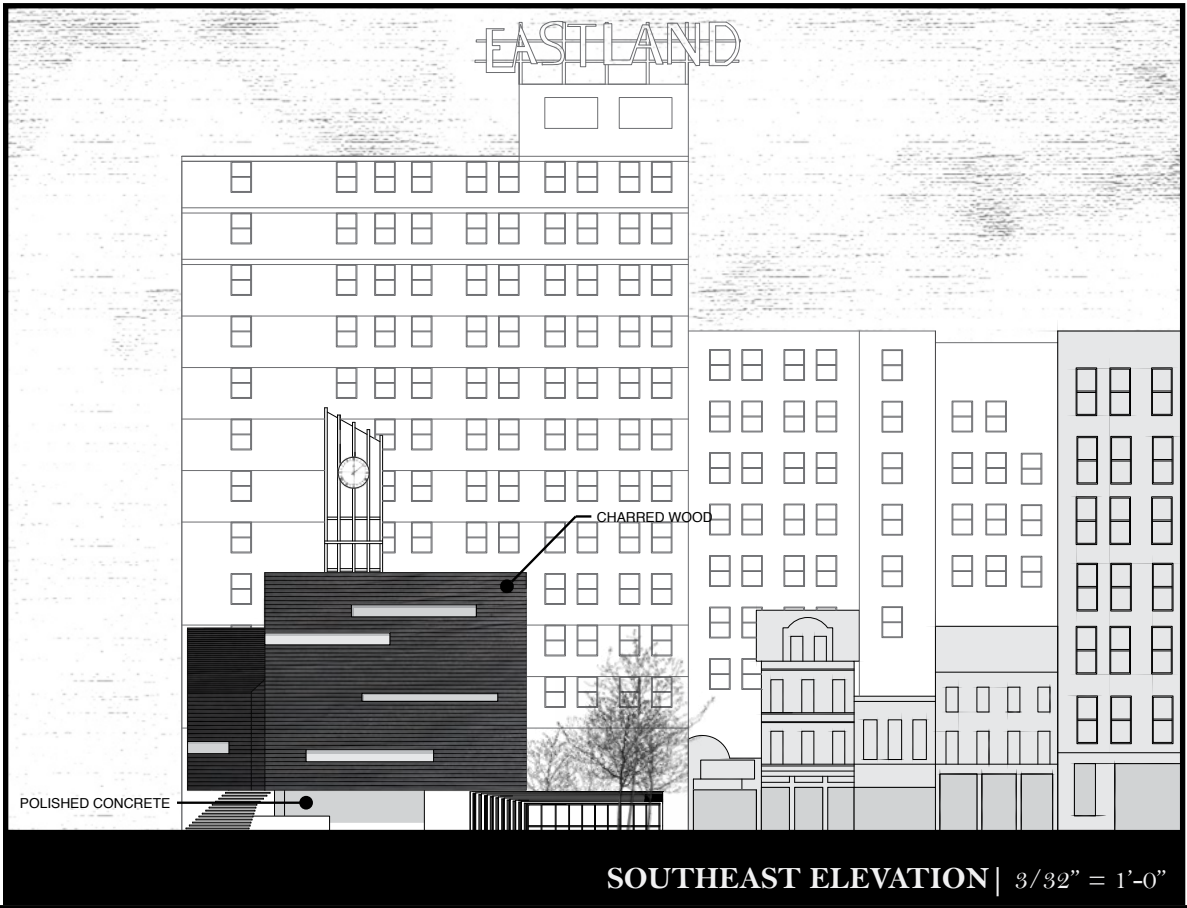 EASTLAND
CHARRED WOOD
POLISHED CONCRETE
SOUTHEAST ELEVATION| 3/32” = 1’-0”